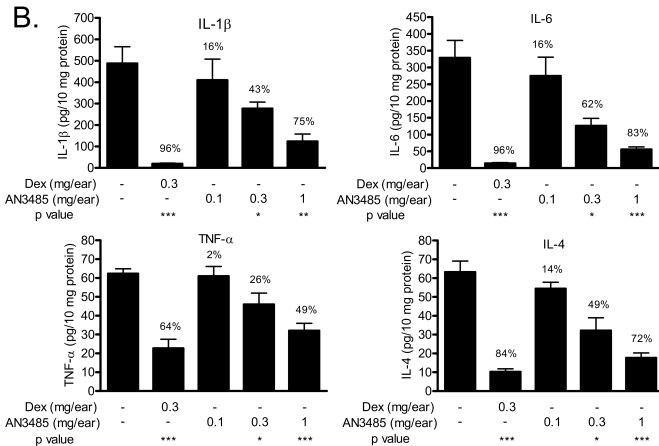 B.
IL-1β
IL-1β (pg/10 mg protein)
700
600
500
400
300
200
100
0
96%
16%
43%
75%
Dex (mg/ear) - 0.3 - - -
AN3485 (mg/ear) - - 0.1 0.3 1
p value *** * **
IL-6
IL-6 (pg/10 mg protein)
450
400
350
300
250
200
150
100
50
0
96%
16%
62%
83%
Dex (mg/ear) - 0.3 - - -
AN3485 (mg/ear) - - 0.1 0.3 1
p value *** * ***
TNF-α
TNF-α (pg/10 mg protein)
80
70
60
50
40
30
20
10
0
64%
2%
26%
49%
Dex (mg/ear) - 0.3 - - -
AN3485 (mg/ear) - - 0.1 0.3 1
p value *** * ***
IL-4
IL-4 (pg/10 mg protein)
80
70
60
50
40
30
20
10
0
84%
14%
49%
72%
Dex (mg/ear) - 0.3 - - -
AN3485 (mg/ear) - - 0.1 0.3 1
p value *** * ***